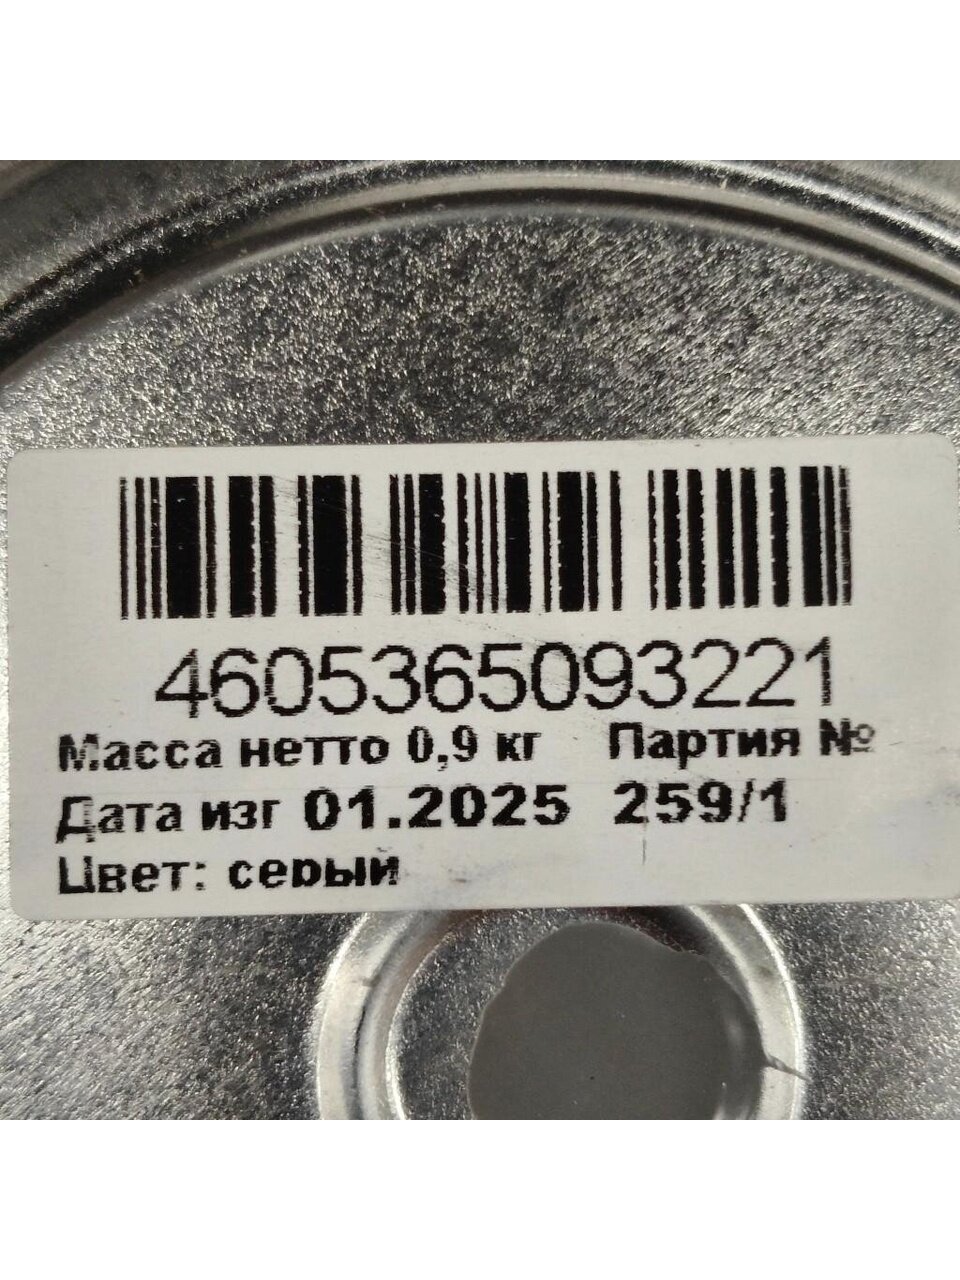 4605365093221
Масса нетто 0,9 кг Партия №
Дата изг 01.2025 259/1
Цвет: серый